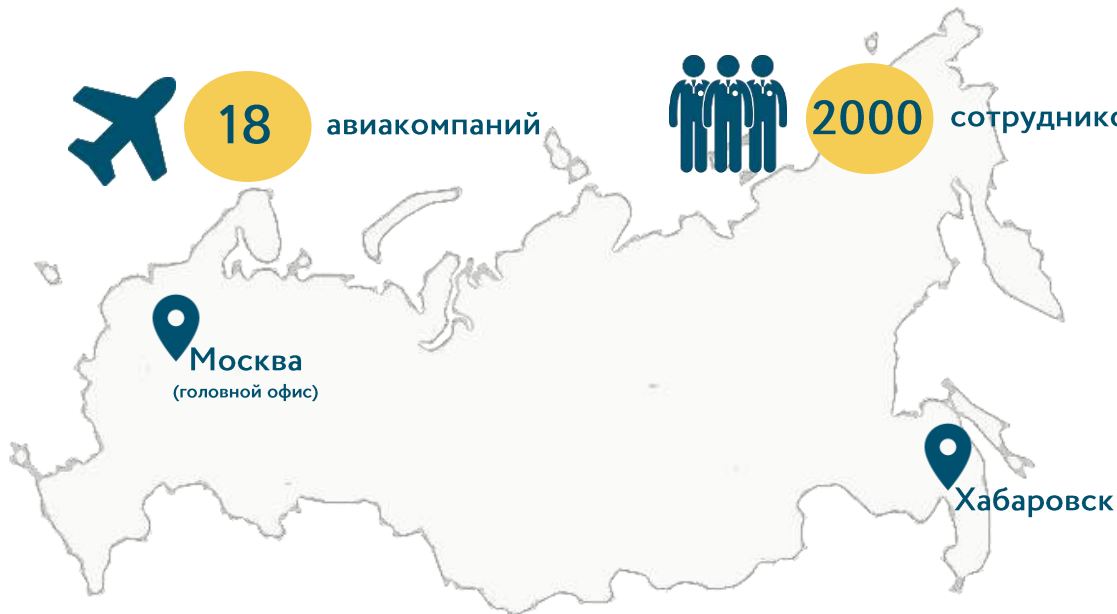 18 авиакомпаний
2000 сотруднико
Москва
(головной офис)
Хабаровск